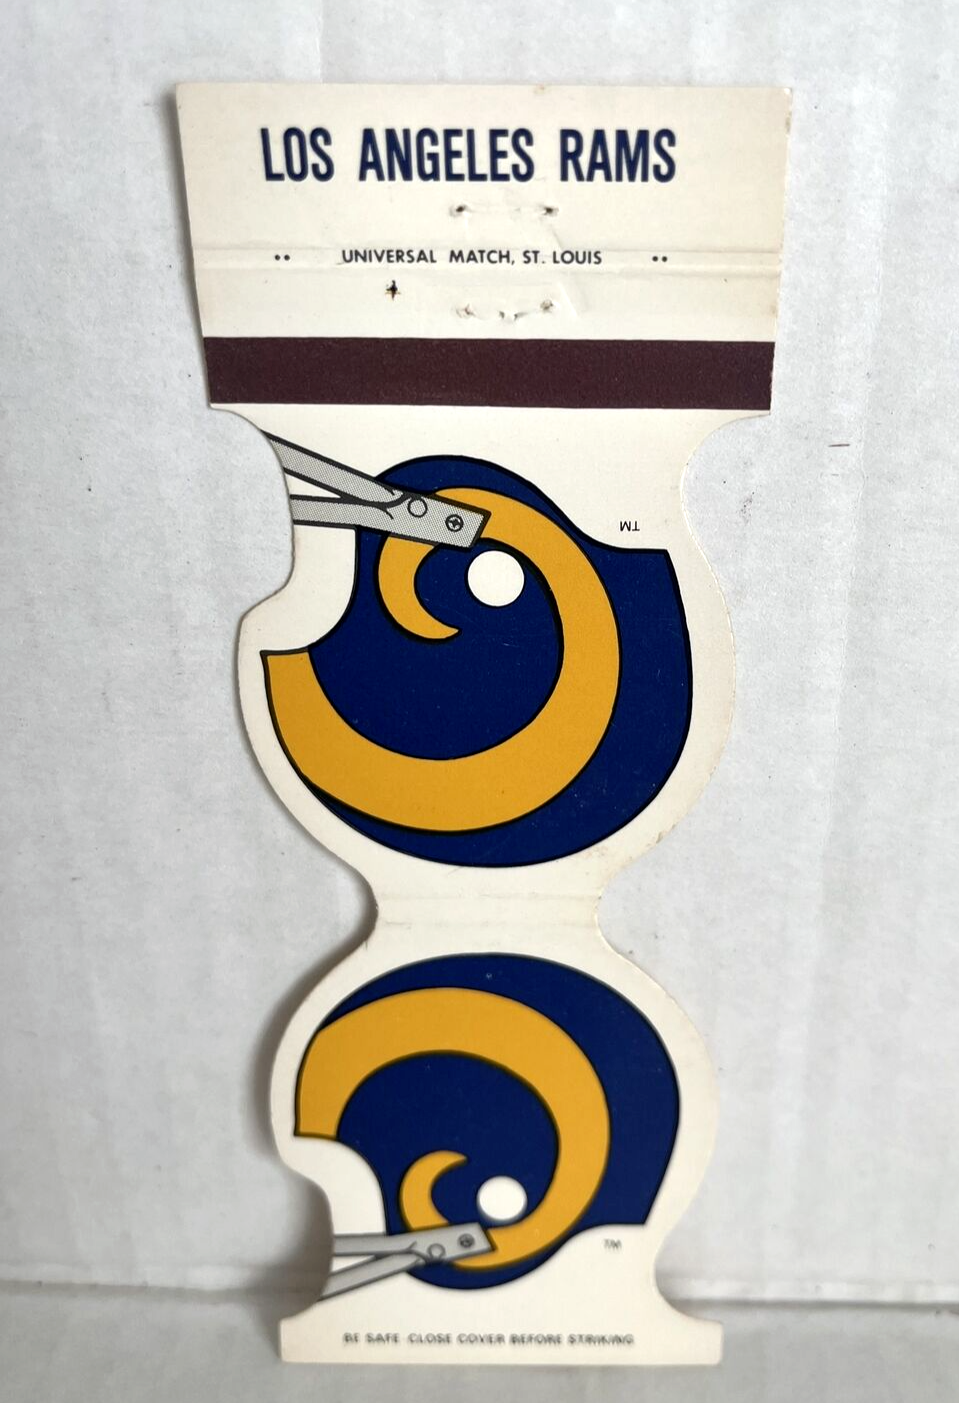 LOS ANGELES RAMS
•• UNIVERSAL MATCH, ST. LOUIS ••
TM
TM
BE SAFE CLOSE COVER BEFORE STRIKING